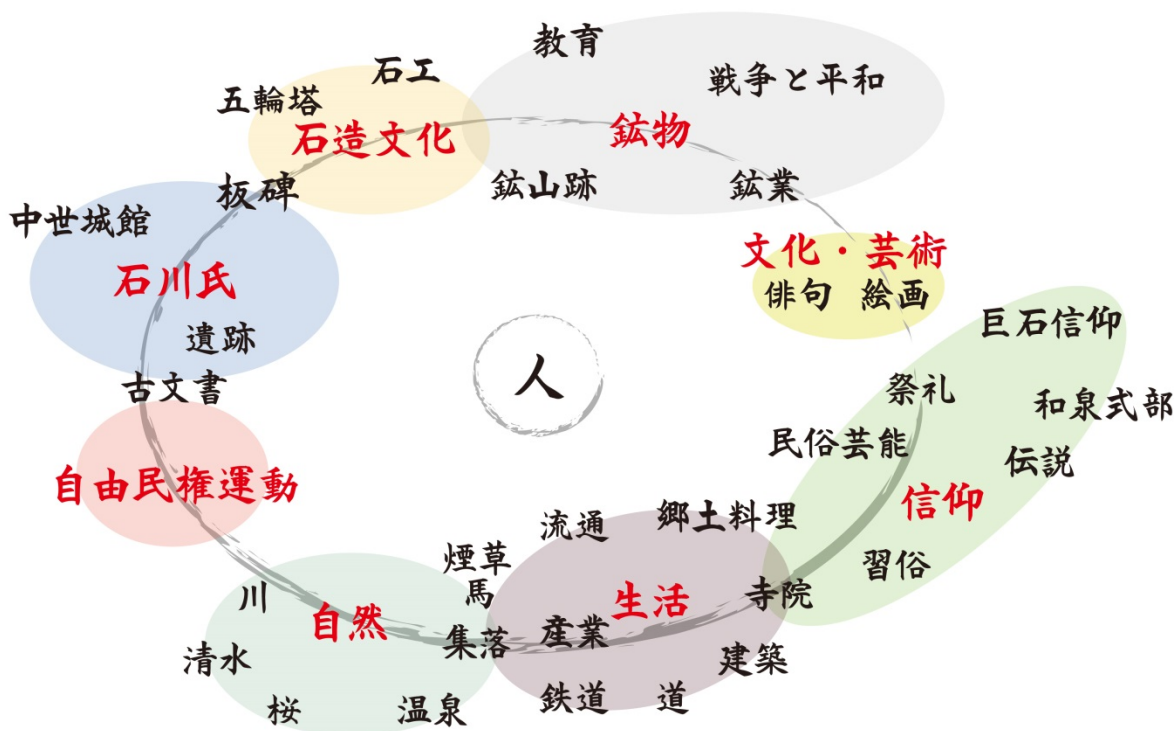 教育
石工
戦争と平和
五輪塔
石造文化
鉱物
板碑
鉱山跡
鉱業
中世城館
文化・芸術
石川氏
俳句 絵画
巨石信仰
遺跡
人
古文書
祭礼
和泉式部
民俗芸能
伝説
自由民権運動
信仰
流通
郷土料理
煙草
習俗
馬
川
自然
生活
寺院
集落
産業
清水
建築
桜
温泉
鉄道
道